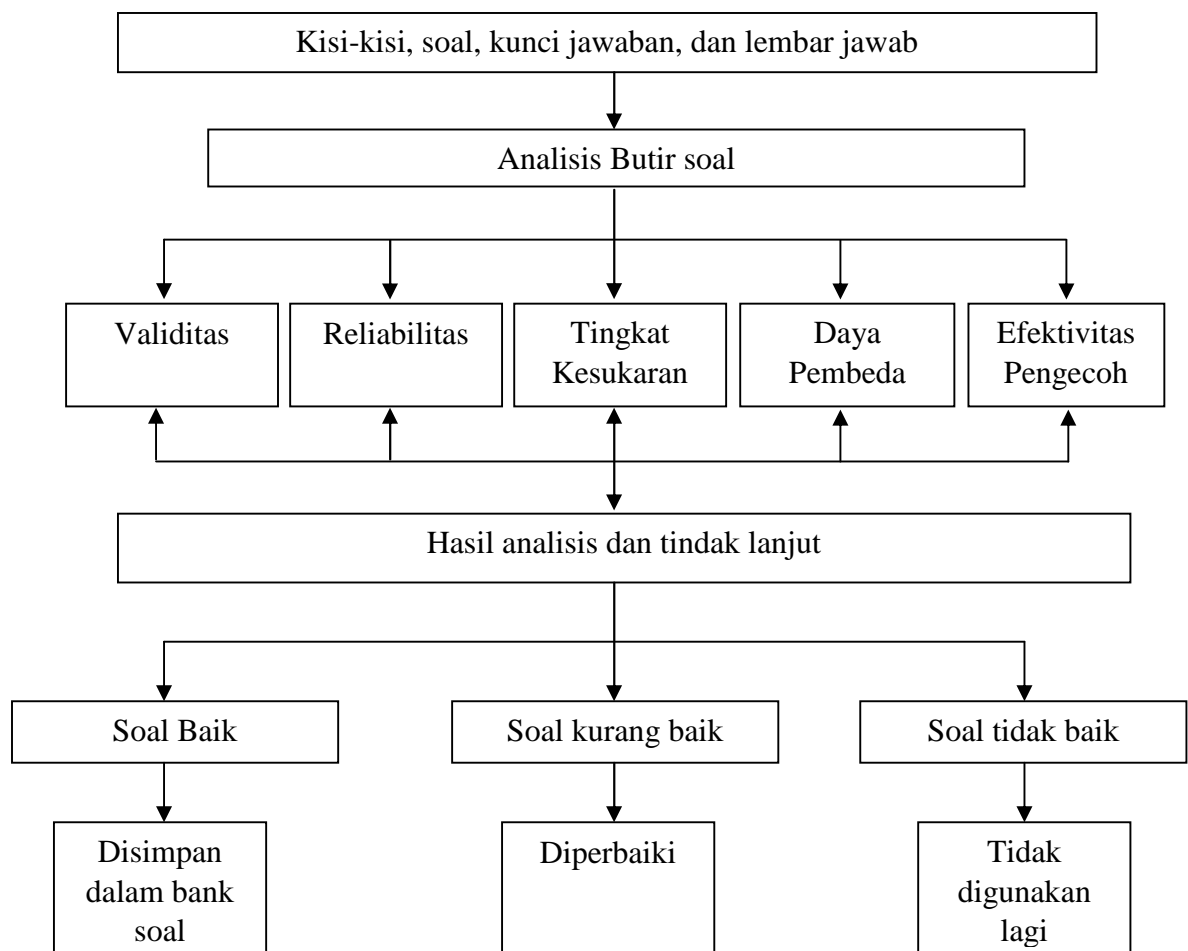 Kisi-kisi, soal, kunci jawaban, dan lembar jawab
Analisis Butir soal
Validitas
Reliabilitas
Tingkat
Kesukaran
Daya
Pembeda
Efektivitas
Pengecoh
Hasil analisis dan tindak lanjut
Soal Baik
Soal kurang baik
Soal tidak baik
Disimpan
dalam bank
soal
Diperbaiki
Tidak
digunakan
lagi